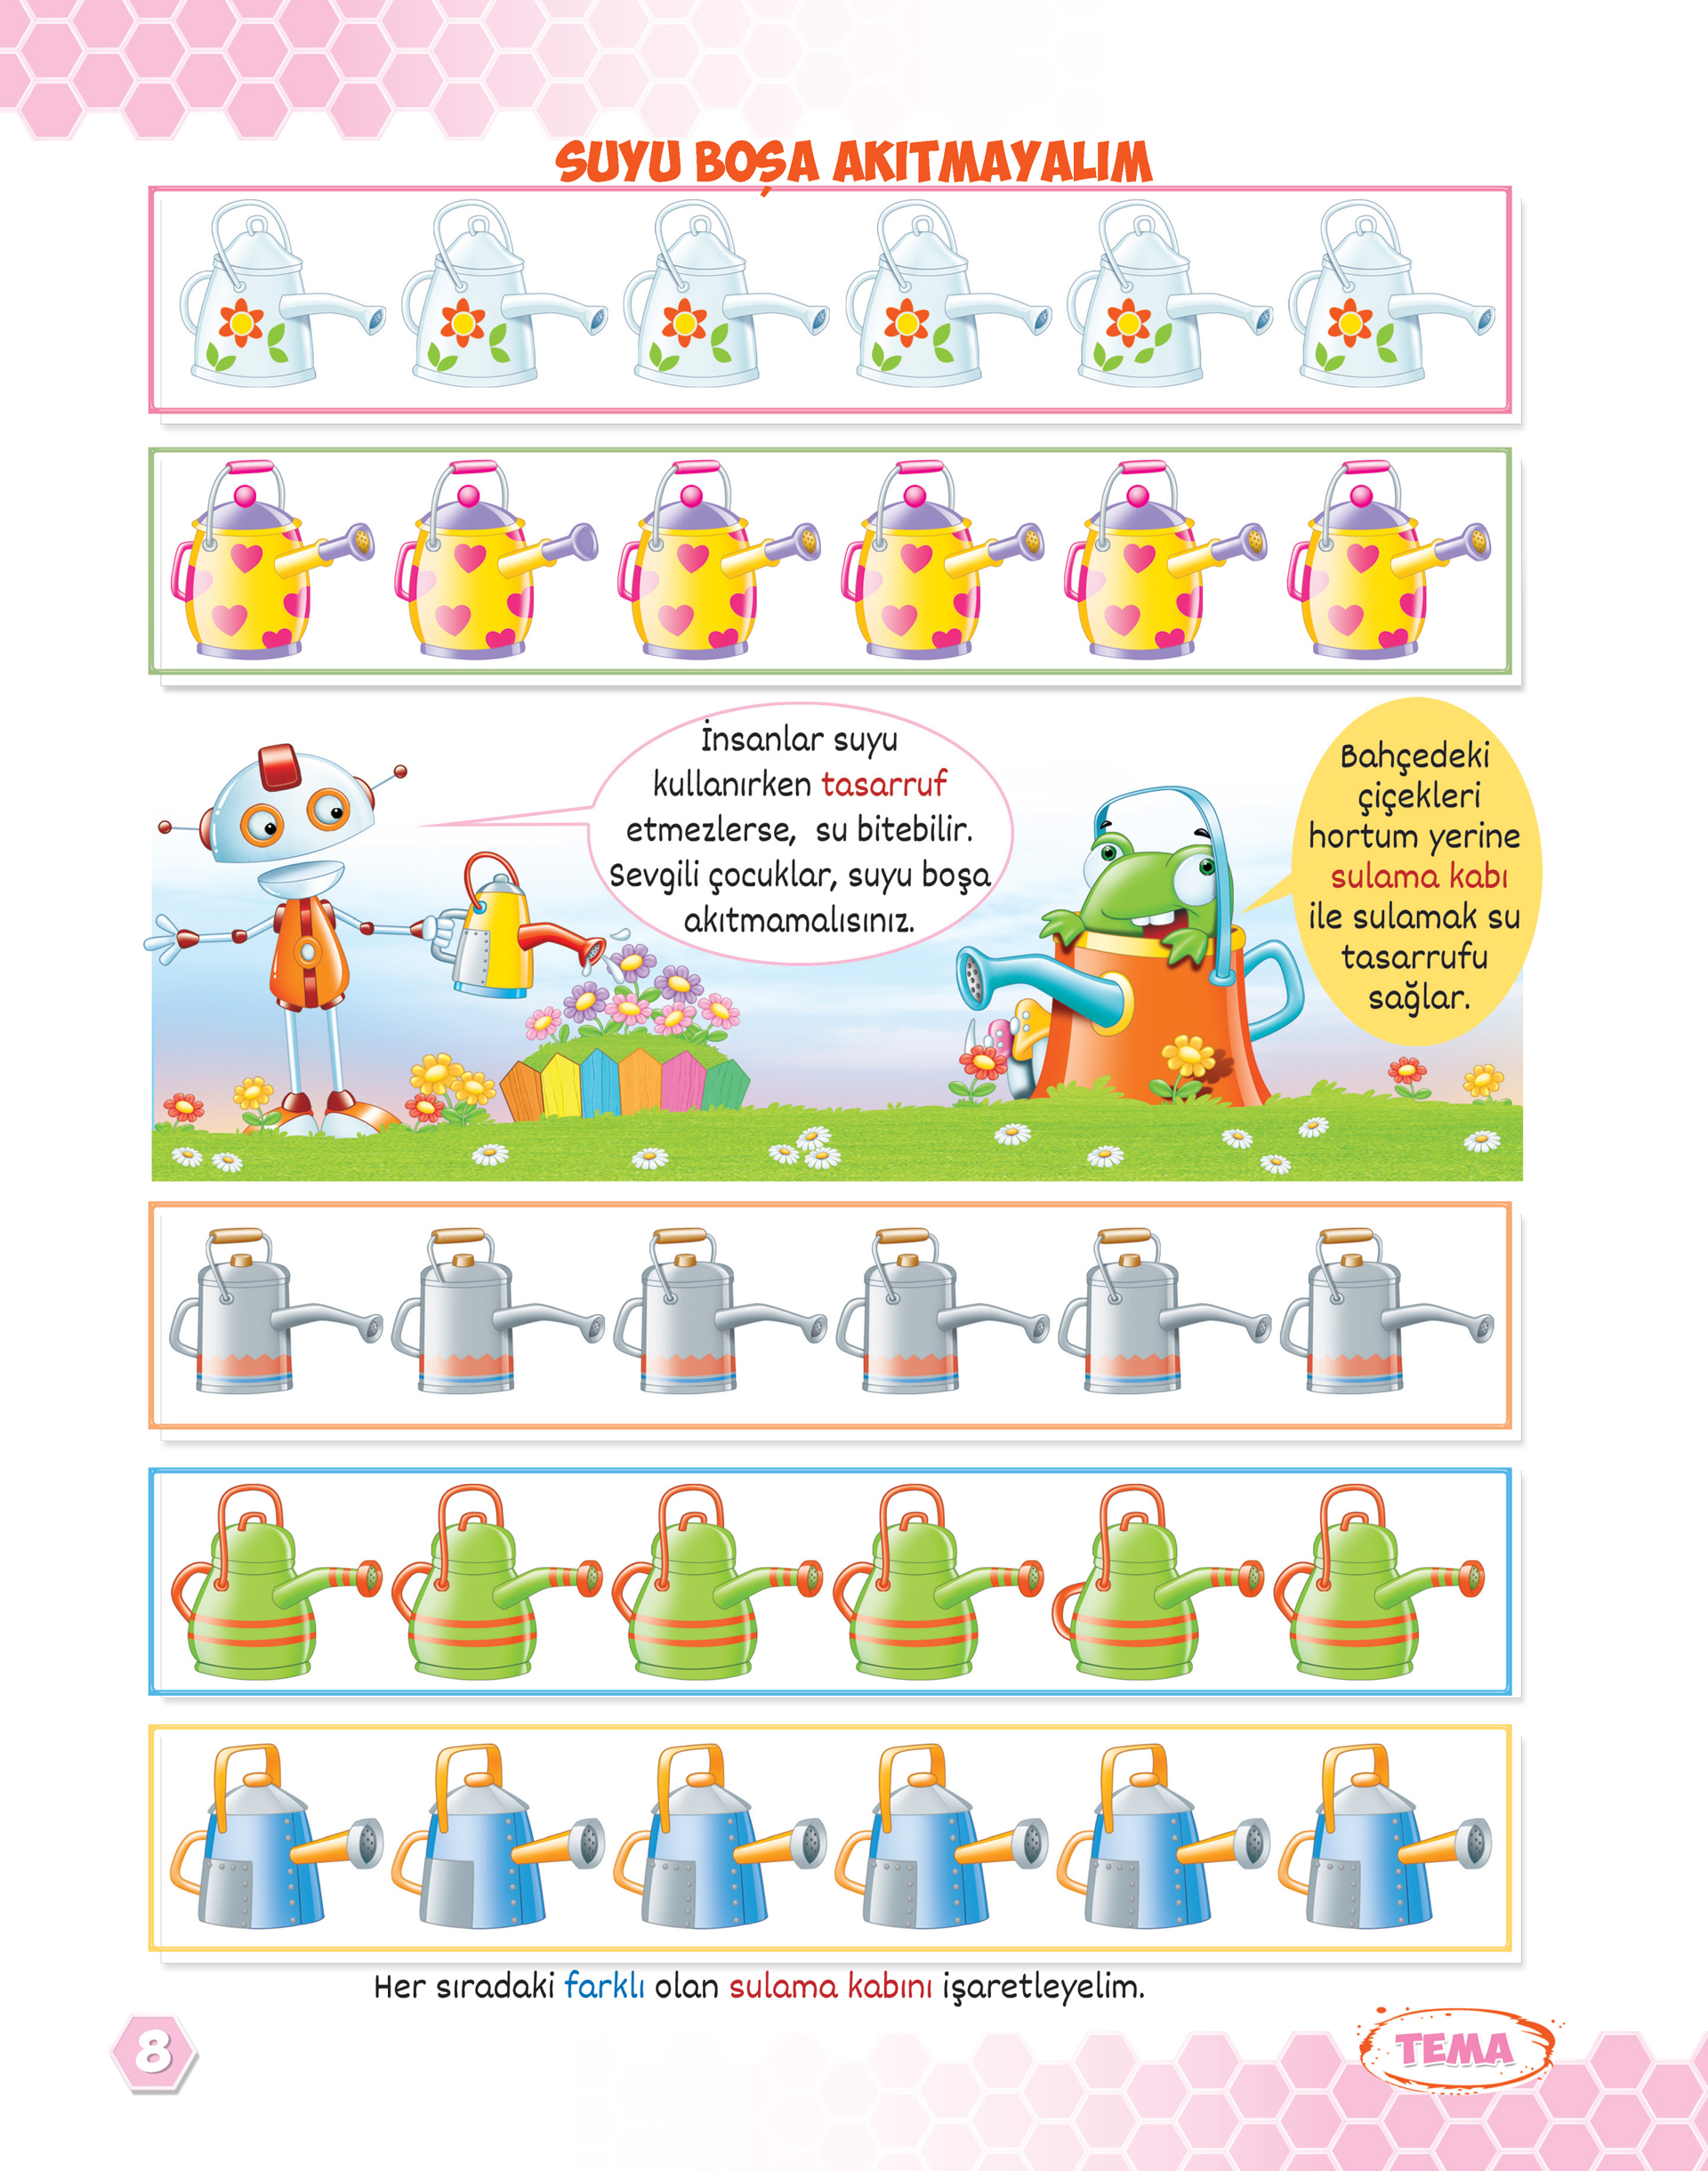 SUYU BOŞA AKITMAYALIM
İnsanlar suyu
kullanırken tasarruf
etmezlerse, su bitebilir.
Sevgili çocuklar, suyu boşa
akıtmamalısınız.
Bahçedeki
çiçekleri
hortum yerine
sulama kabı
ile sulamak su
tasarrufu
sağlar.
Her sıradaki farklı olan sulama kabını işaretleyelim.
8
TEMA